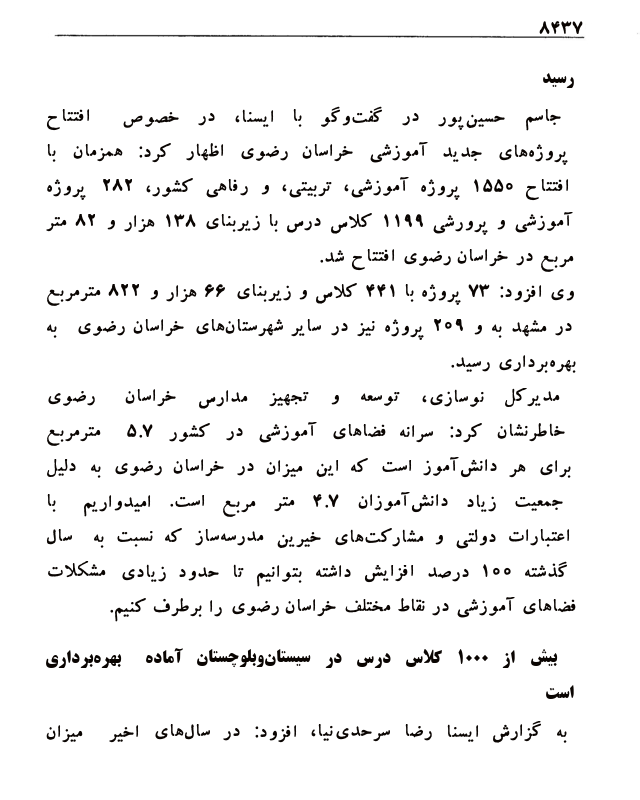 ۸۴۳۷
رسید
جاسم حسین‌پور در گفت‌وگو با ایسنا، در خصوص افتتاح
پروژه‌های جدید آموزشی خراسان رضوی اظهار کرد: همزمان با
افتتاح ۱۵۵۰ پروژه آموزشی، تربیتی، و رفاهی کشور، ۲۸۲ پروژه
آموزشی و پرورشی ۱۱۹۹ کلاس درس با زیربنای ۱۳۸ هزار و ۸۲ متر
مربع در خراسان رضوی افتتاح شد.
وی افزود: ۷۳ پروژه با ۴۴۱ کلاس و زیربنای ۶۶ هزار و ۸۲۲ مترمربع
در مشهد به و ۲۰۹ پروژه نیز در سایر شهرستان‌های خراسان رضوی به
بهره‌برداری رسید.
مدیرکل نوسازی، توسعه و تجهیز مدارس خراسان رضوی
خاطرنشان کرد: سرانه فضاهای آموزشی در کشور ۵.۷ مترمربع
برای هر دانش‌آموز است که این میزان در خراسان رضوی به دلیل
جمعیت زیاد دانش‌آموزان ۴.۷ متر مربع است. امیدواریم با
اعتبارات دولتی و مشارکت‌های خیرین مدرسه‌ساز که نسبت به سال
گذشته ۱۰۰ درصد افزایش داشته بتوانیم تا حدود زیادی مشکلات
فضاهای آموزشی در نقاط مختلف خراسان رضوی را برطرف کنیم.
بیش از ۱۰۰۰ کلاس درس در سیستان‌وبلوچستان آماده بهره‌برداری
است
به گزارش ایسنا رضا سرحدی‌نیا، افزود: در سال‌های اخیر میزان